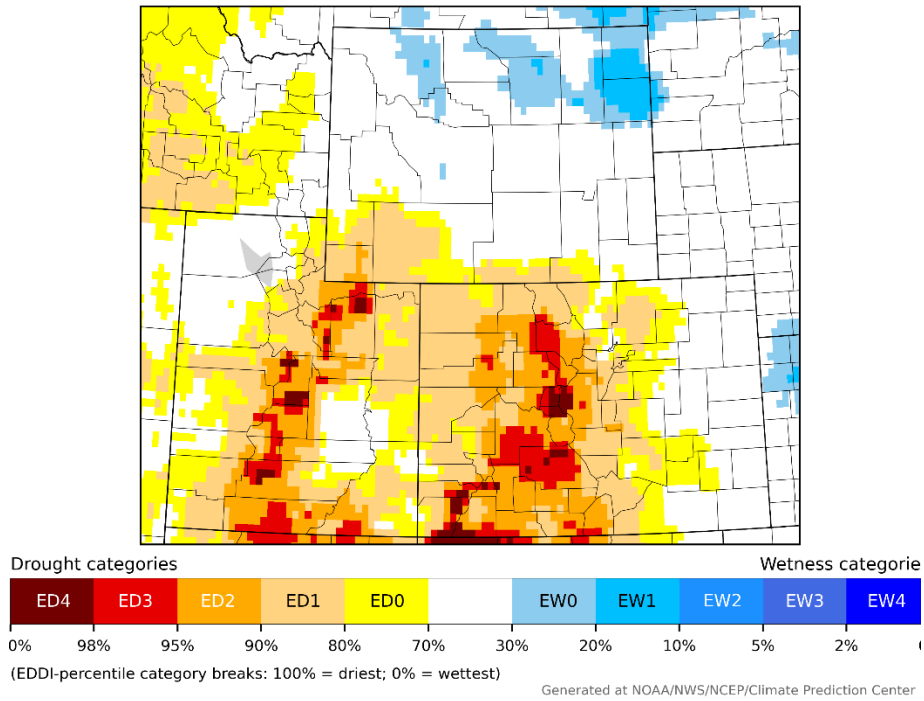 Drought categories Wetness categorie
ED4 ED3 ED2 ED1 ED0 EW0 EW1 EW2 EW3 EW4
0% 98% 95% 90% 80% 70% 30% 20% 10% 5% 2%
(EDDI-percentile category breaks: 100% = driest; 0% = wettest)
Generated at NOAA/NWS/NCEP/Climate Prediction Center